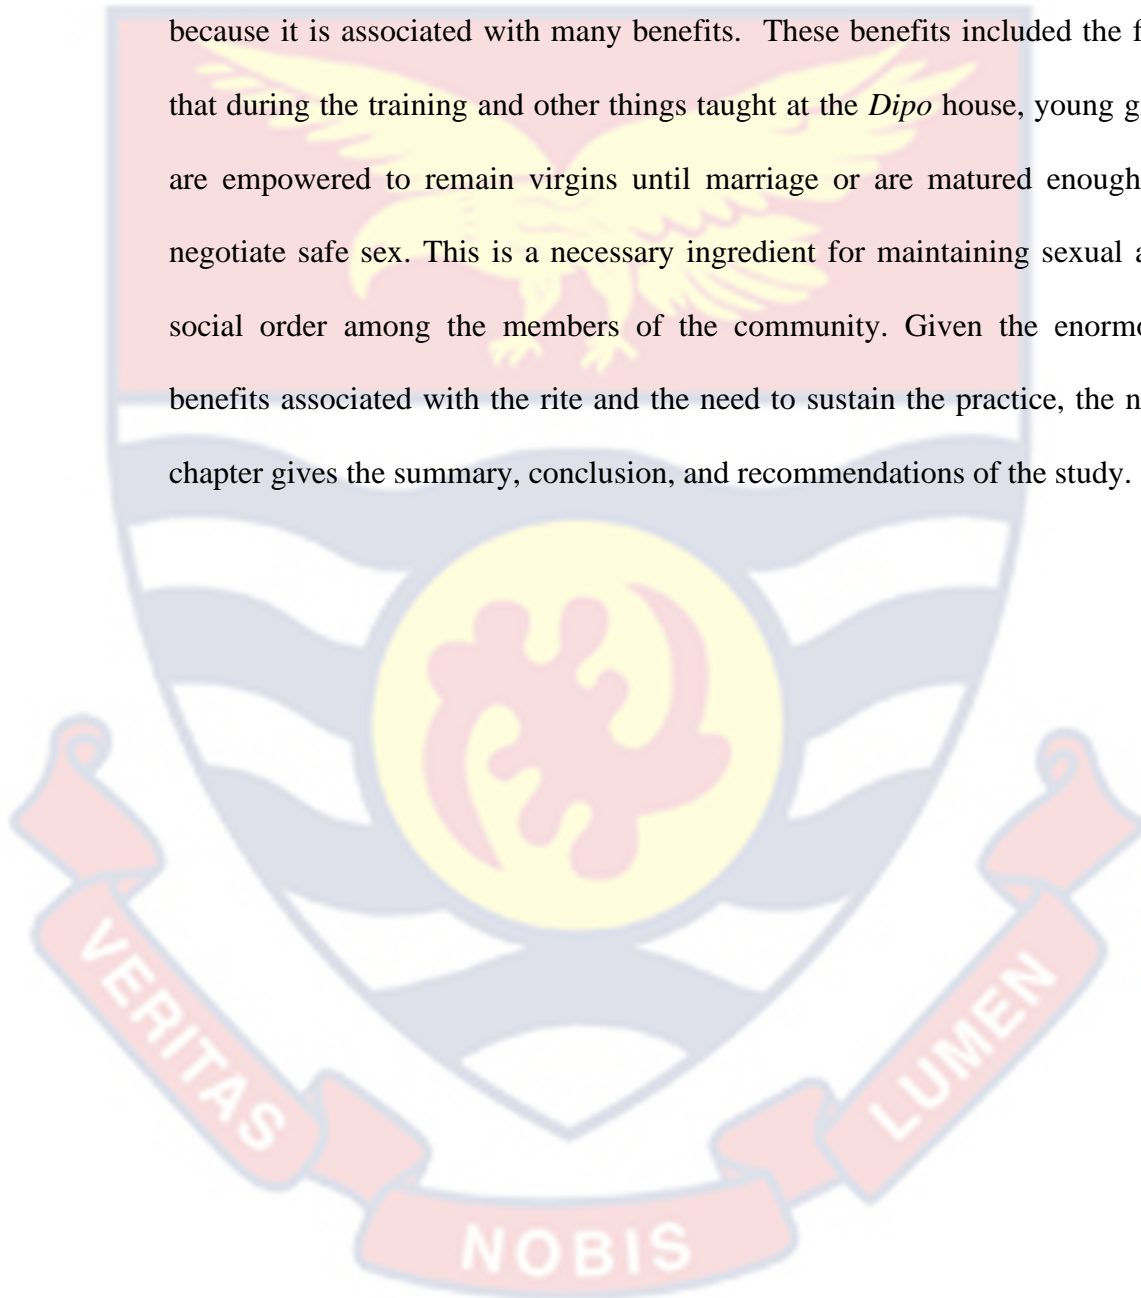 because it is associated with many benefits. These benefits included the f
that during the training and other things taught at the Dipo house, young g
are empowered to remain virgins until marriage or are matured enough
negotiate safe sex. This is a necessary ingredient for maintaining sexual a
social order among the members of the community. Given the enormo
benefits associated with the rite and the need to sustain the practice, the n
chapter gives the summary, conclusion, and recommendations of the study.
VERITAS
NOBIS
LUMEN